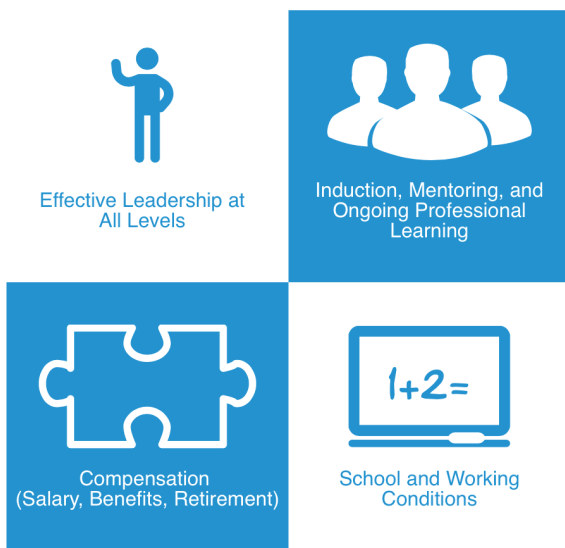 Effective Leadership at
All Levels
Induction, Mentoring, and
Ongoing Professional
Learning
Compensation
(Salary, Benefits, Retirement)
1+2=
School and Working
Conditions